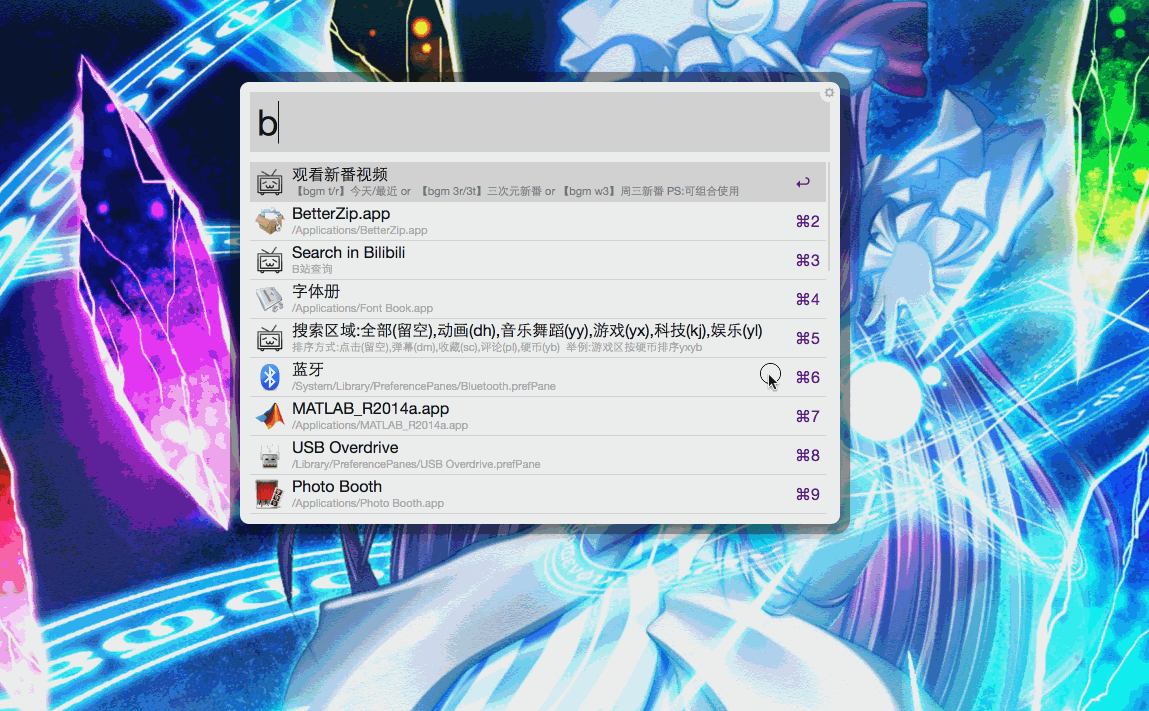 b
观看新番视频
【bgm t/r】今天/最近 or 【bgm 3r/3t】三次元新番 or 【bgm w3】周三新番 PS:可组合使用
BetterZip.app
/Applications/BetterZip.app
⌘2
Search in Bilibili
B站查询
⌘3
字体册
/Applications/Font Book.app
⌘4
搜索区域:全部(留空),动画(dh),音乐舞蹈(yy),游戏(yx),科技(kj),娱乐(yl)
排序方式:点击(留空),弹幕(dm),收藏(sc),评论(pl),硬币(yb) 举例:游戏区按硬币排序yxyb
⌘5
蓝牙
/System/Library/PreferencePanes/Bluetooth.prefPane
⌘6
MATLAB_R2014a.app
/Applications/MATLAB_R2014a.app
⌘7
USB Overdrive
/Library/PreferencePanes/USB Overdrive.prefPane
⌘8
Photo Booth
/Applications/Photo Booth.app
⌘9